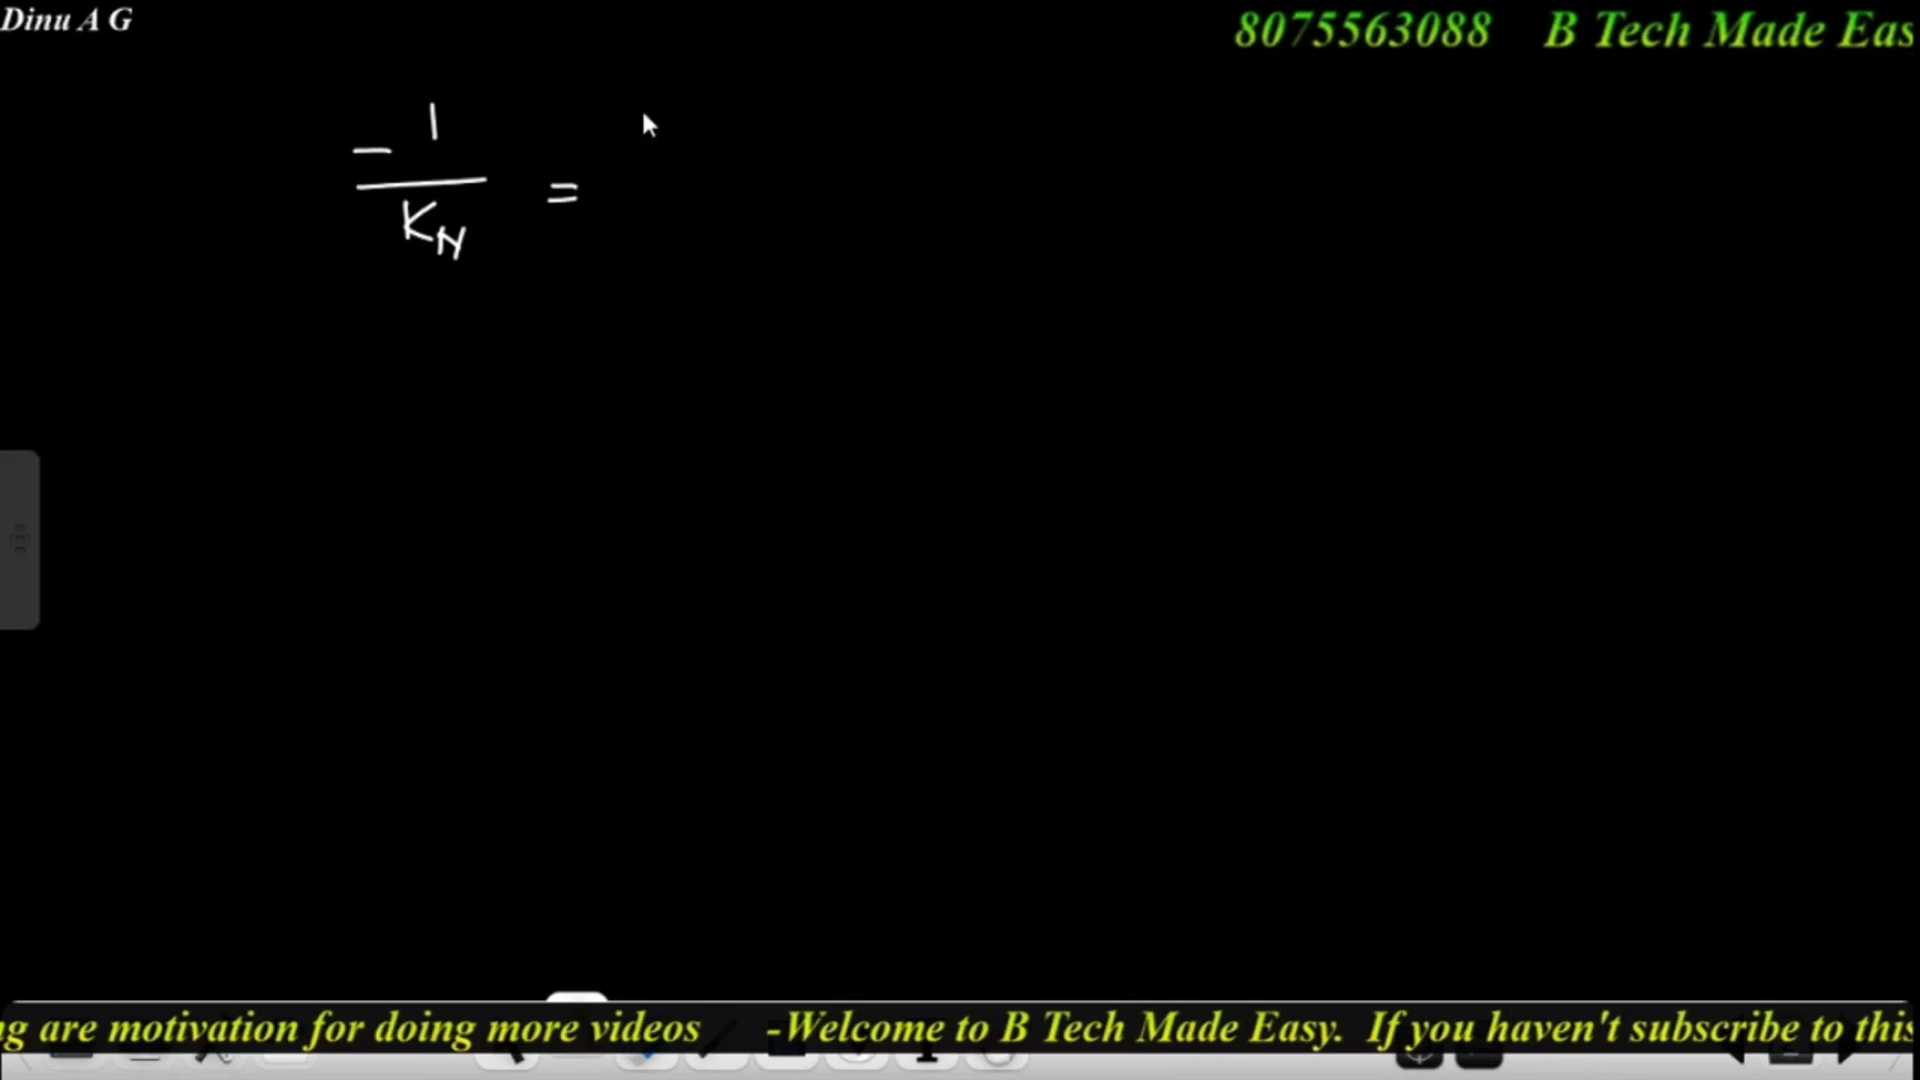 Dinu A G
8075563088 B Tech Made Eas
- 1
K_N =
g are motivation for doing more videos -Welcome to B Tech Made Easy. If you haven't subscribe to this